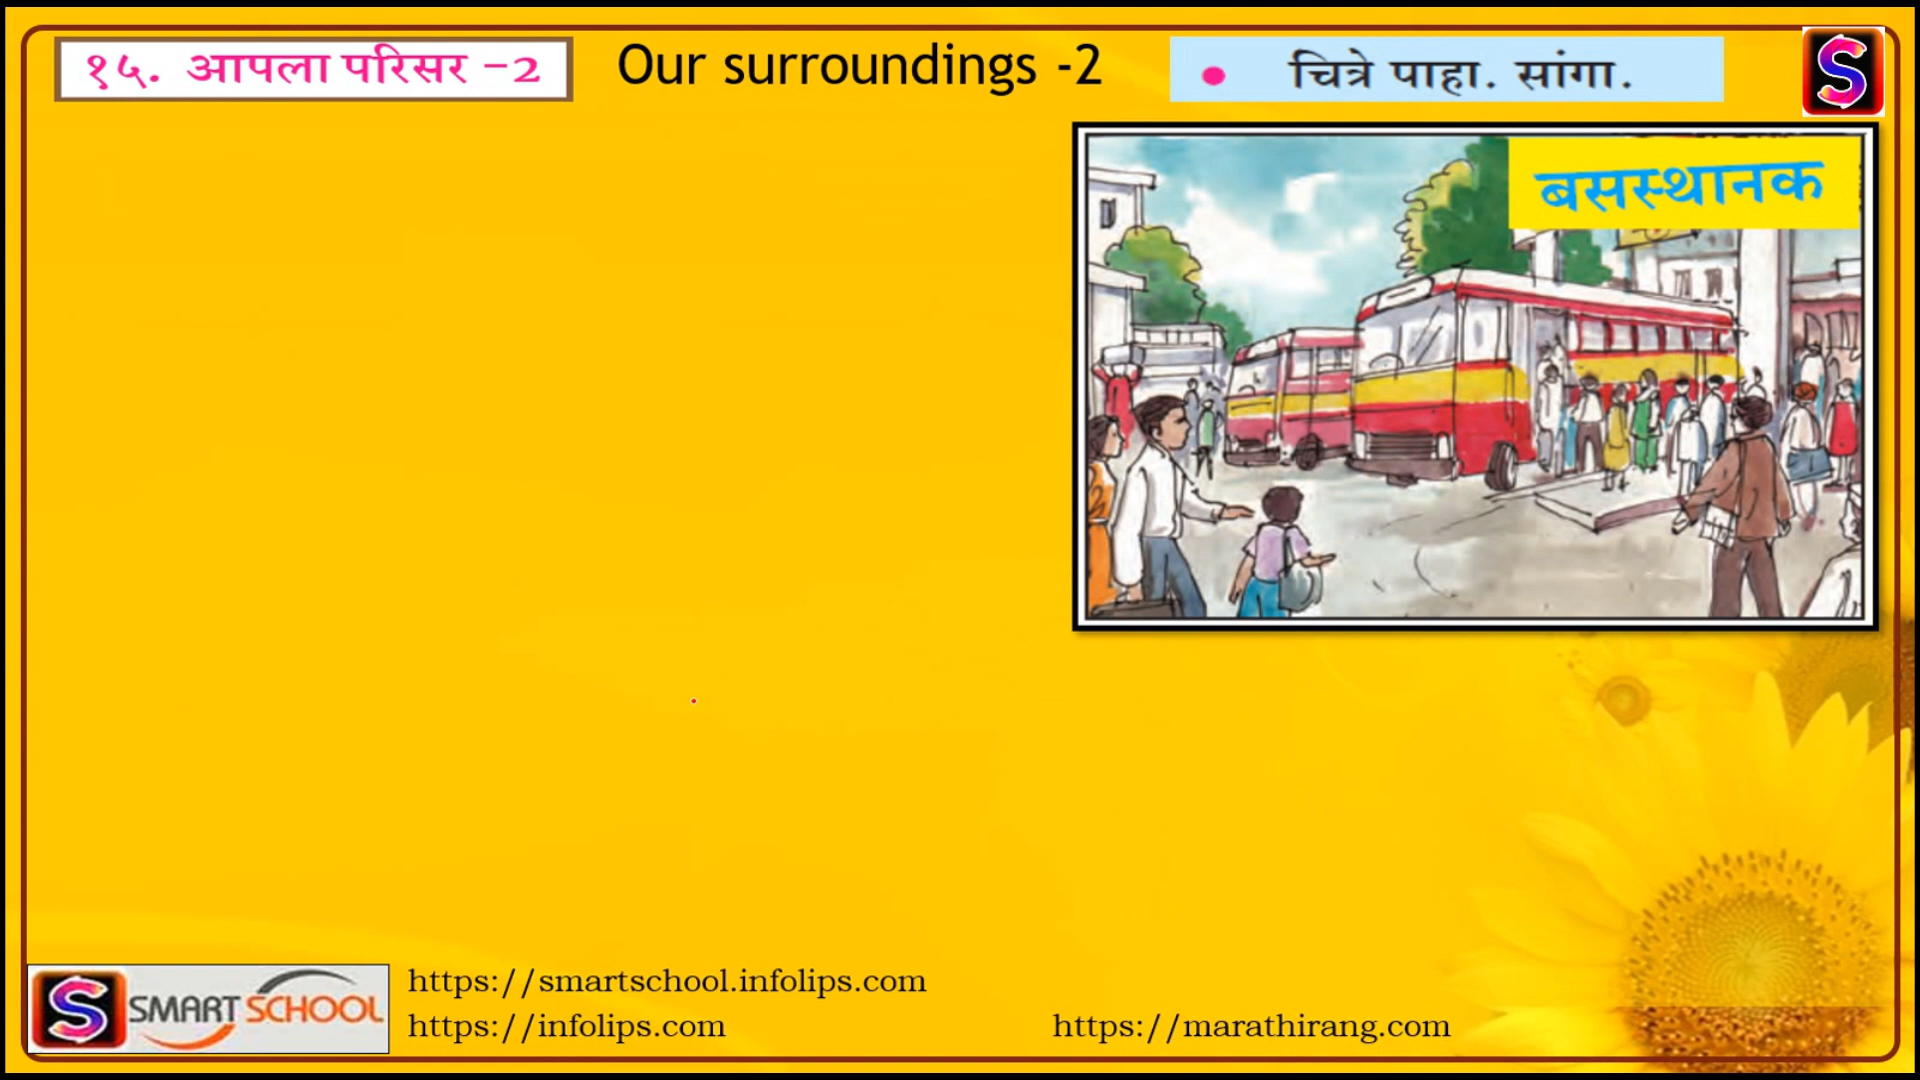 १५. आपला परिसर -2
Our surroundings -2
• चित्रे पाहा. सांगा.
S
बसस्थानक
S SMART SCHOOL
https://smartschool.infolips.com
https://infolips.com
https://marathirang.com